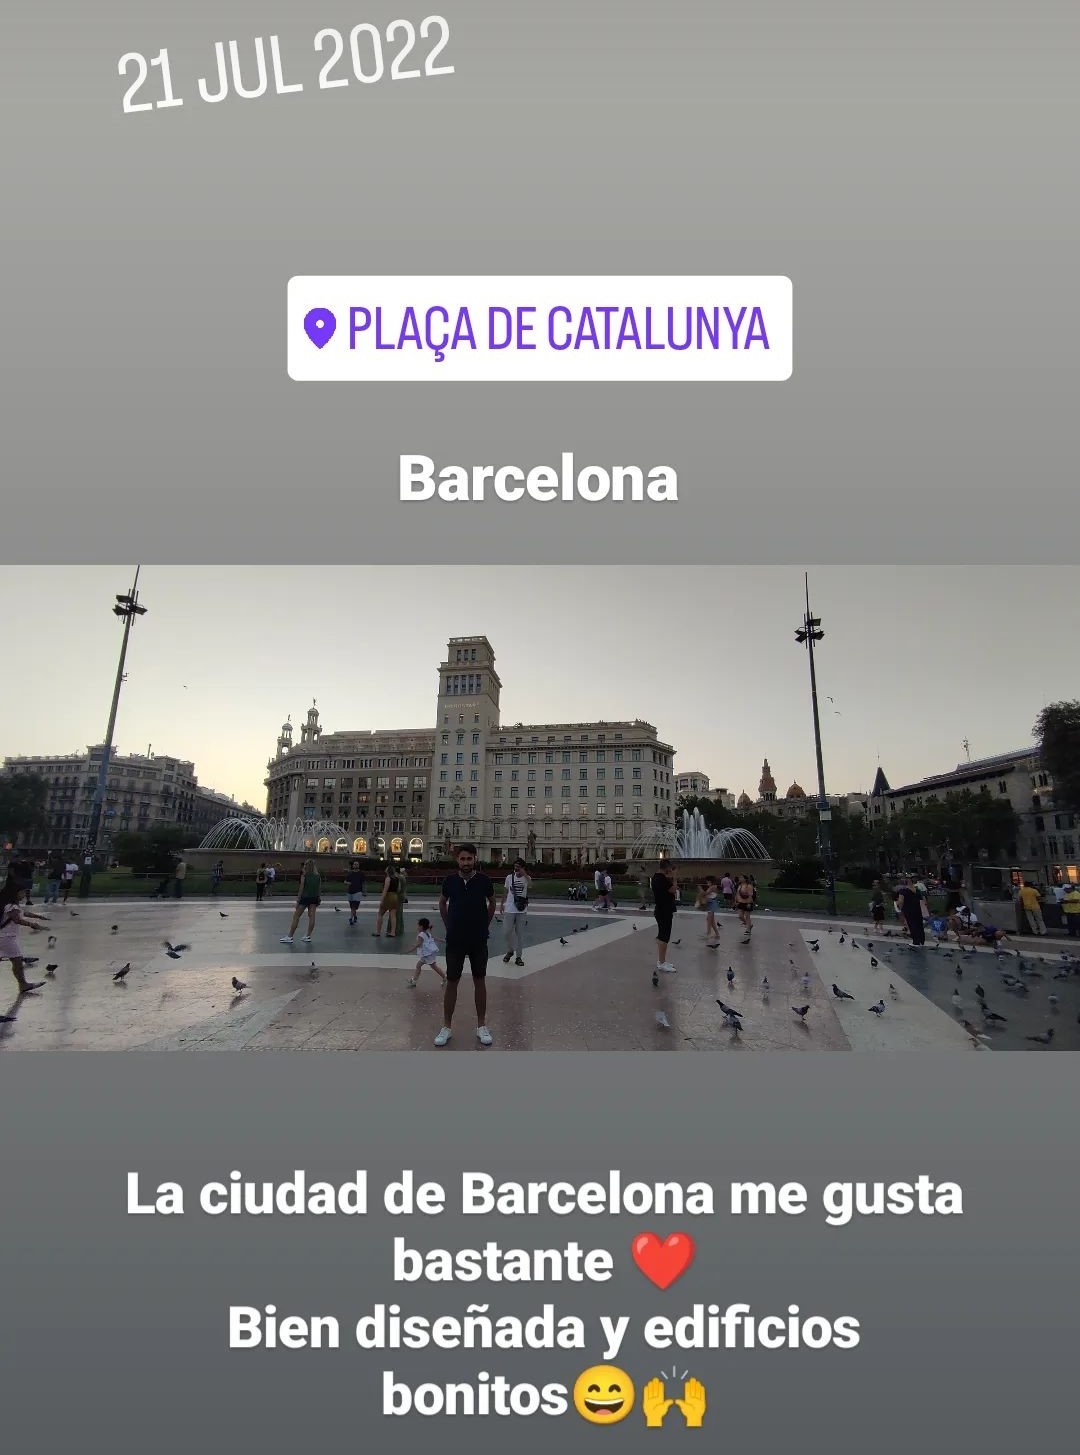 21 JUL 2022
PLAÇA DE CATALUNYA
Barcelona
La ciudad de Barcelona me gusta
bastante ❤️
Bien diseñada y edificios
bonitos😄🙌